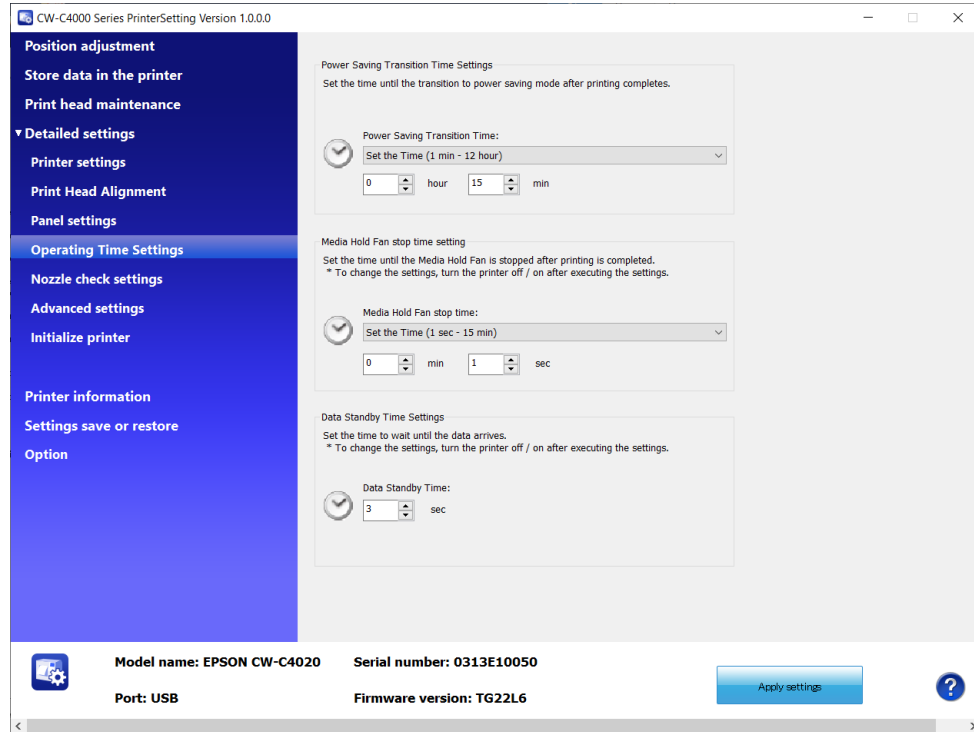 CW-C4000 Series PrinterSetting Version 1.0.0.0
Position adjustment
Store data in the printer
Print head maintenance
Detailed settings
Printer settings
Print Head Alignment
Panel settings
Operating Time Settings
Nozzle check settings
Advanced settings
Initialize printer
Printer information
Settings save or restore
Option
Power Saving Transition Time Settings
Set the time until the transition to power saving mode after printing completes.
Power Saving Transition Time:
Set the Time (1 min - 12 hour)
0 hour 15 min
Media Hold Fan stop time setting
Set the time until the Media Hold Fan is stopped after printing is completed.
* To change the settings, turn the printer off / on after executing the settings.
Media Hold Fan stop time:
Set the Time (1 sec - 15 min)
0 min 1 sec
Data Standby Time Settings
Set the time to wait until the data arrives.
* To change the settings, turn the printer off / on after executing the settings.
Data Standby Time:
3 sec
Model name: EPSON CW-C4020 Serial number: 0313E10050
Port: USB Firmware version: TG22L6
Apply settings
?